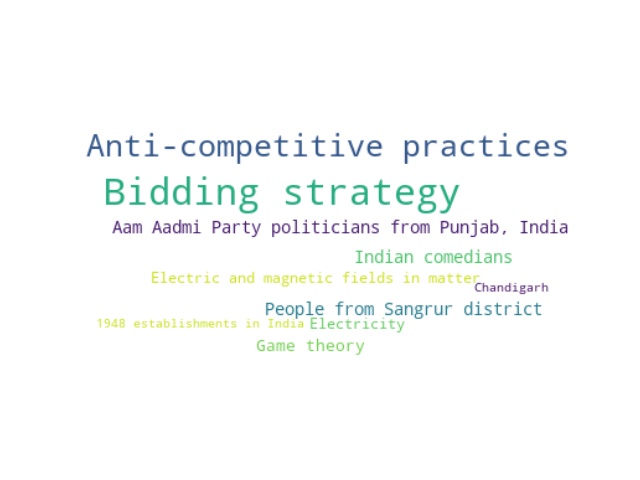 Anti-competitive practices
Bidding strategy
Aam Aadmi Party politicians from Punjab, India
Indian comedians
Electric and magnetic fields in matter
Chandigarh
People from Sangrur district
1948 establishments in India Electricity
Game theory